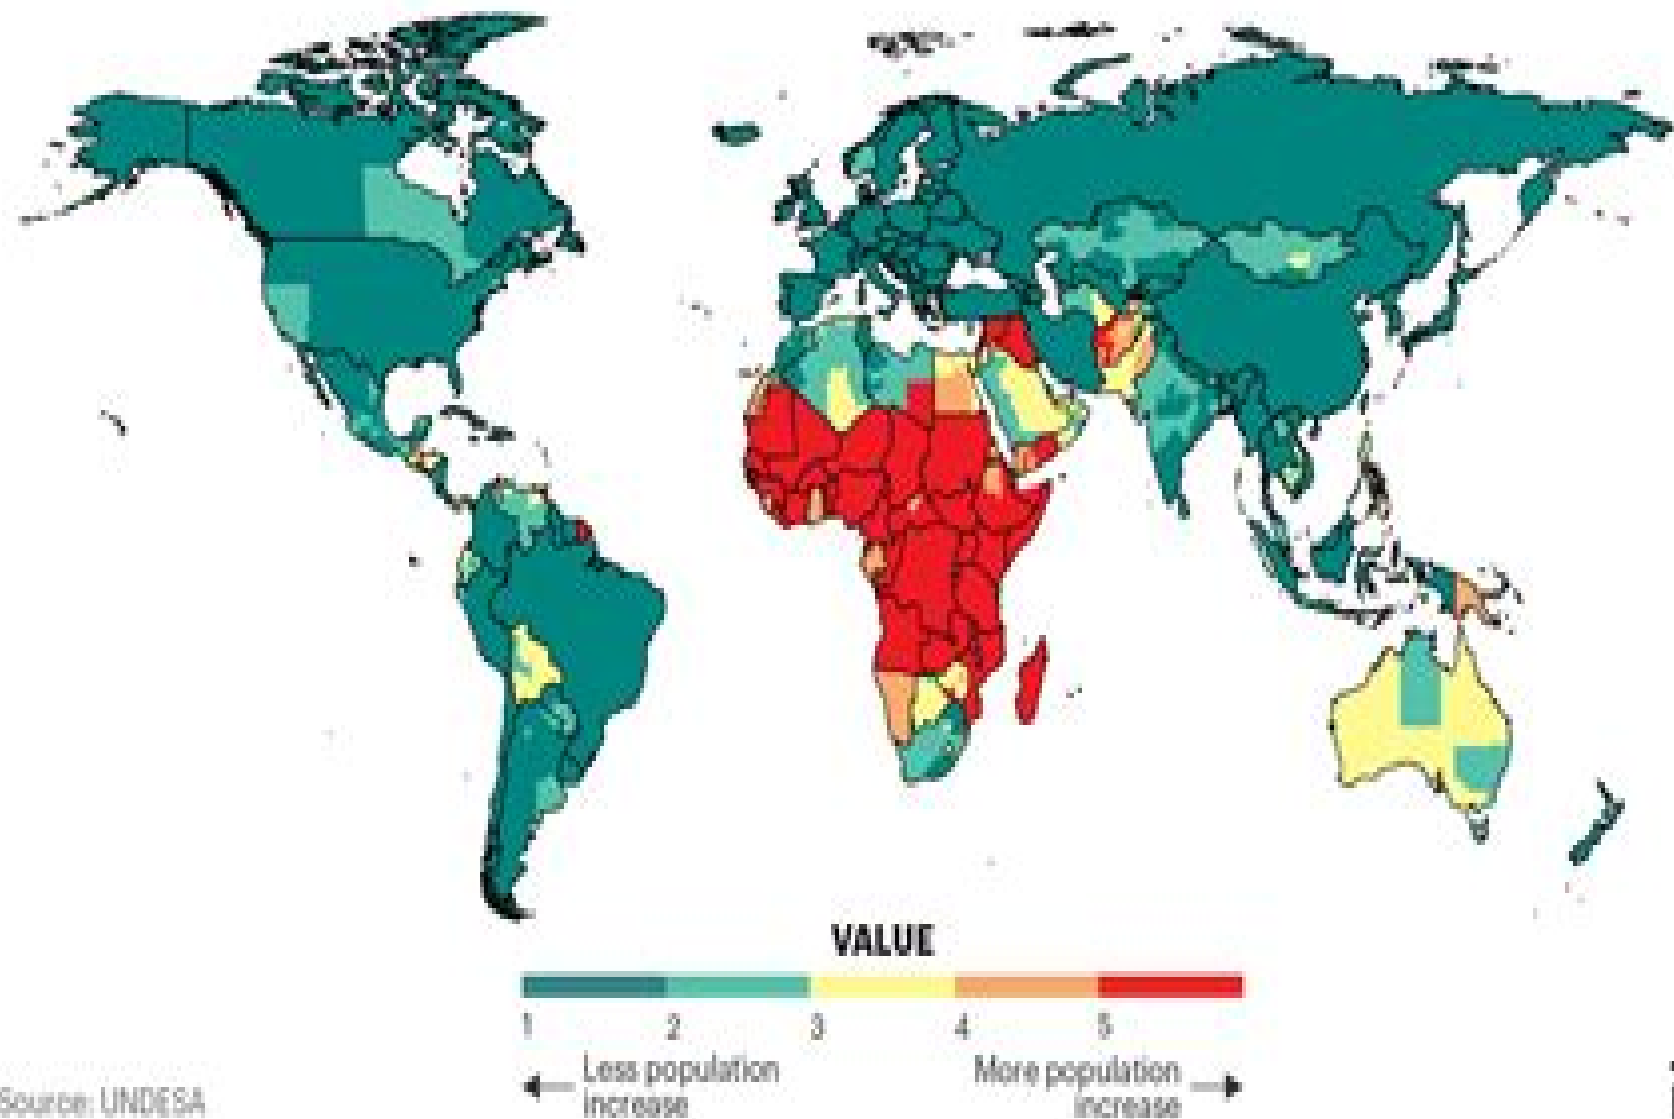 VALUE
1 2 3 4 5
Less population
increase
More population
increase
Source: UNDESA